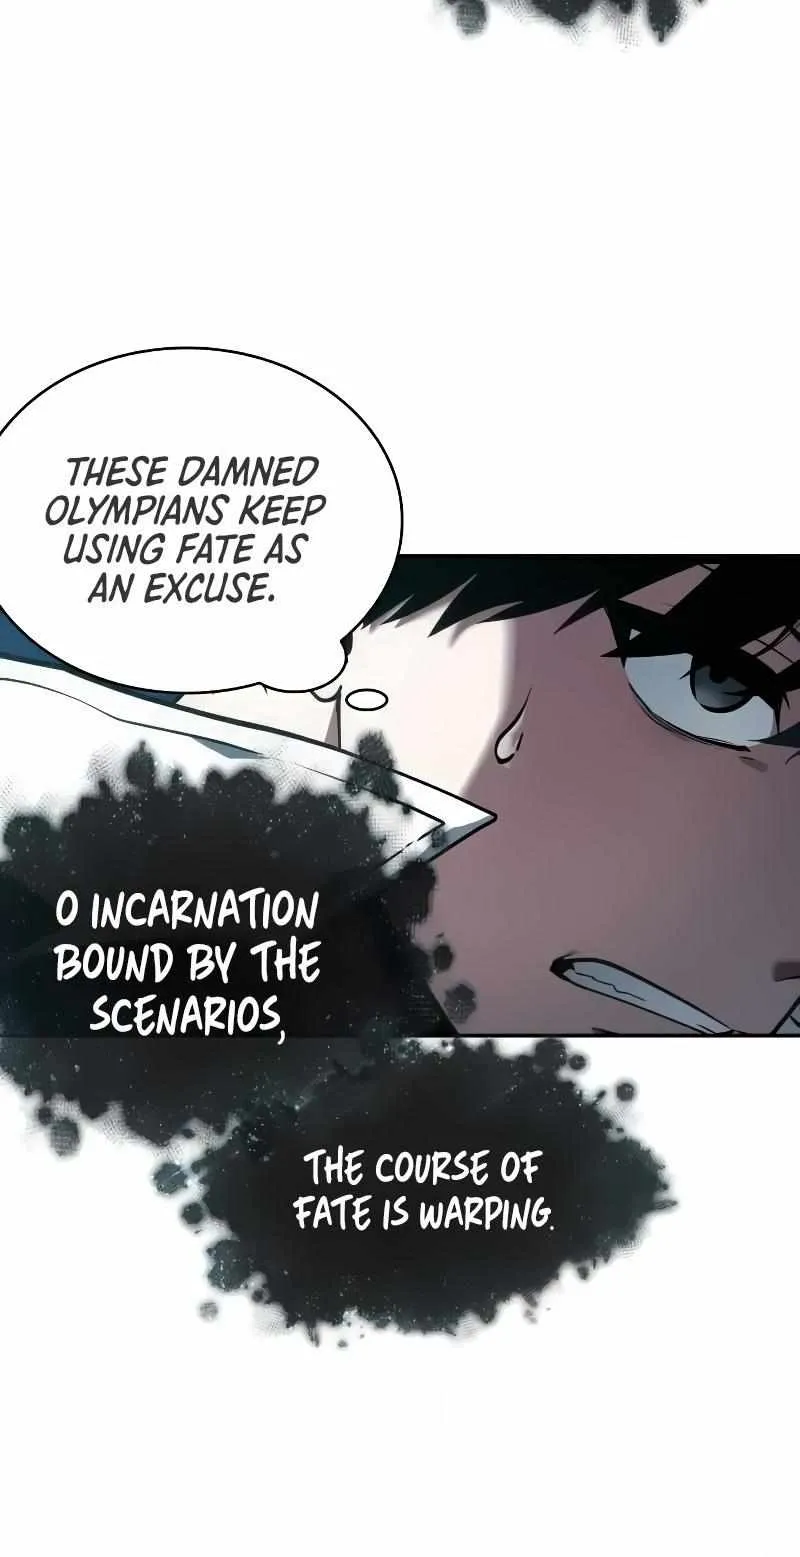 THESE DAMNED
OLYMPIANS KEEP
USING FATE AS
AN EXCUSE.
O INCARNATION
BOUND BY THE
SCENARIOS,
THE COURSE OF
FATE IS WARPING.